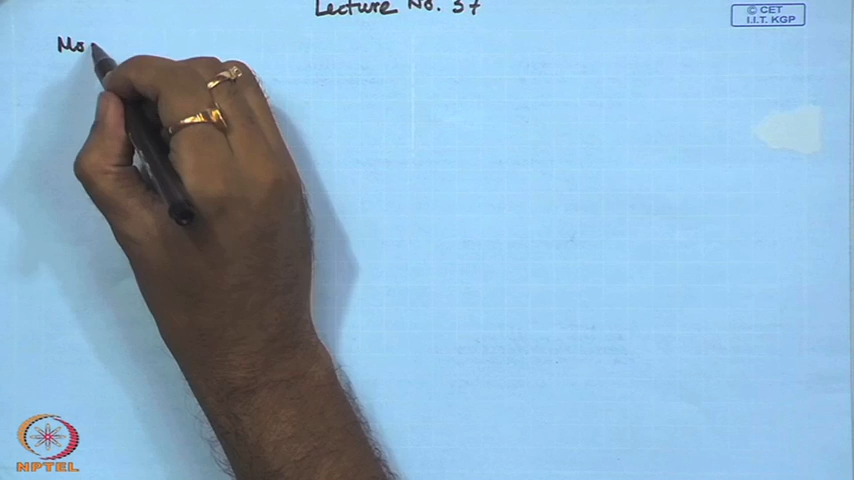 Lecture No. 37
© CET
I.I.T. KGP
Mo
NPTEL